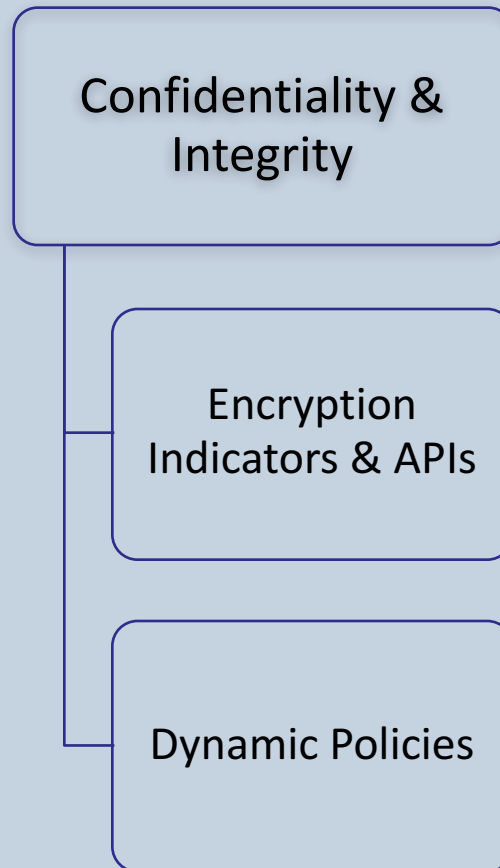 Confidentiality &
Integrity
Encryption
Indicators & APIs
Dynamic Policies